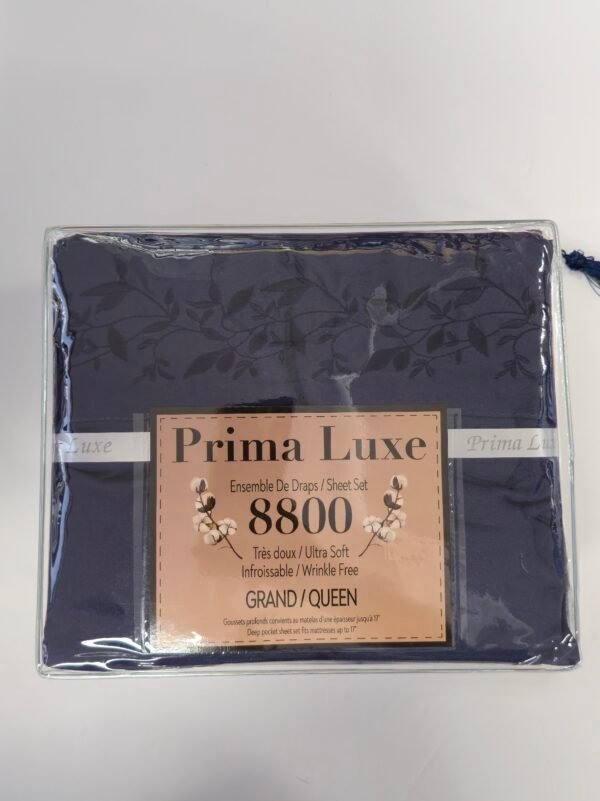 Luxe
Prima Luxe
Prima Lux
Ensemble De Draps / Sheet Set
8800
Très doux / Ultra Soft
Infroissable / Wrinkle Free
GRAND / QUEEN
Goussets profonds convients au matelas d'une épaisseur jusqu'à 17"
Deep pocket sheet set fits mattresses up to 17"